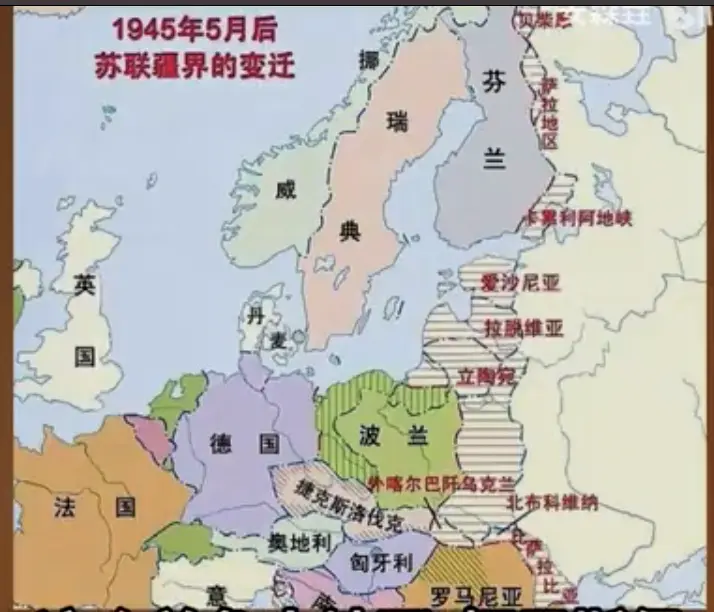 1945年5月后
苏联疆界的变迁
贝柴恩
挪
威
瑞
典
芬
兰
萨拉地区
卡累利阿地峡
英
国
爱沙尼亚
丹
麦
拉脱维亚
立陶宛
德 国
波 兰
外喀尔巴阡乌克兰
捷克斯洛伐克
北布科维纳
法 国
奥地利
匈牙利
比
萨
拉
比
亚
意
罗马尼亚